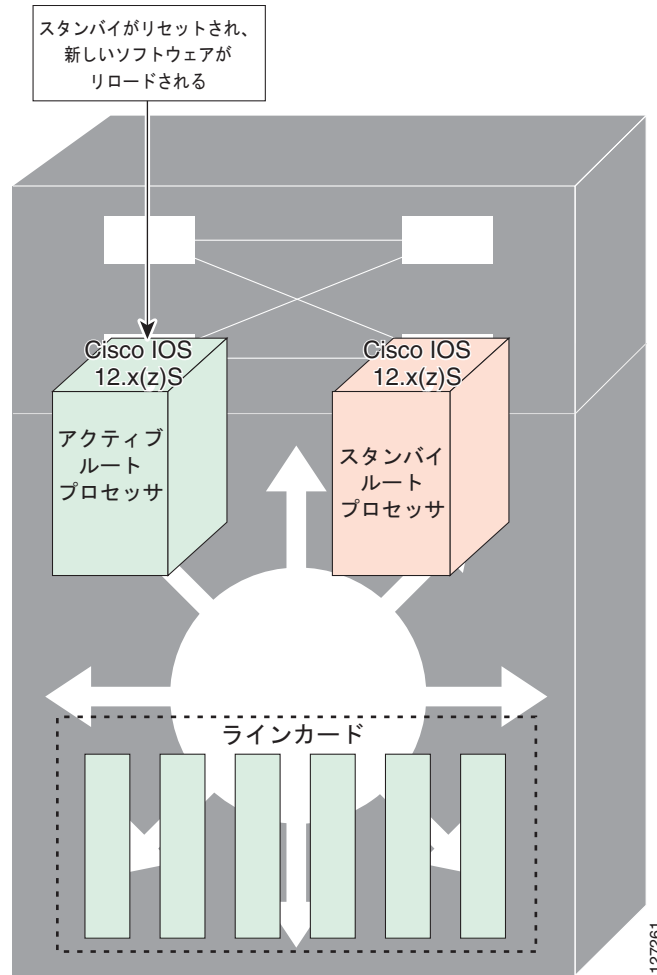 スタンバイがリセットされ、
新しいソフトウェアが
リロードされる
Cisco IOS
12.x(z)S
Cisco IOS
12.x(z)S
アクティブ
ルート
プロセッサ
スタンバイ
ルート
プロセッサ
ラインカード
127261